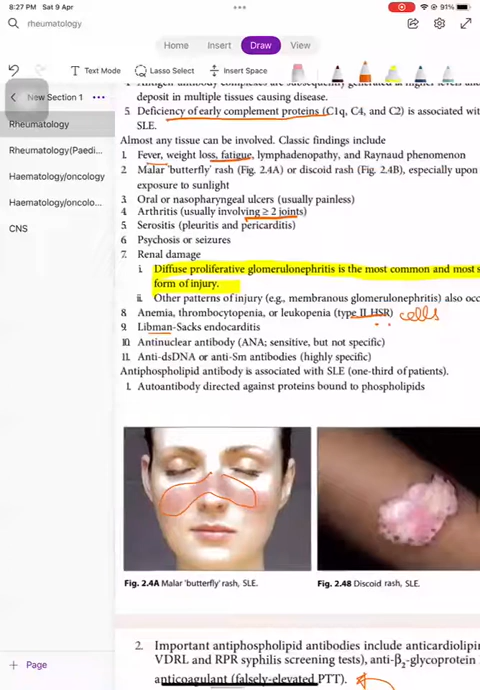 8:27 PM Sat 9 Apr
91%
rheumatology
Home Insert Draw View
Text Mode Lasso Select Insert Space
New Section 1
Rheumatology
Rheumatology(Paedi...
Haematology/oncology
Haematology/oncolo...
CNS
Page
deposit in multiple tissues causing disease.
5. Deficiency of early complement proteins (C1q, C4, and C2) is associated with
SLE.
Almost any tissue can be involved. Classic findings include
1. Fever, weight loss, fatigue, lymphadenopathy, and Raynaud phenomenon
2. Malar 'butterfly' rash (Fig. 2.4A) or discoid rash (Fig. 2.4B), especially upon
exposure to sunlight
3. Oral or nasopharyngeal ulcers (usually painless)
4 Arthritis (usually involving ≥ 2 joints)
5. Serositis (pleuritis and pericarditis)
6 Psychosis or seizures
7. Renal damage
i. Diffuse proliferative glomerulonephritis is the most common and most s
form of injury.
ii. Other patterns of injury (e.g., membranous glomerulonephritis) also occ
8. Anemia, thrombocytopenia, or leukopenia (type II HSR) cells
9. Libman-Sacks endocarditis
10. Antinuclear antibody (ANA; sensitive, but not specific)
11. Anti-dsDNA or anti-Sm antibodies (highly specific)
Antiphospholipid antibody is associated with SLE (one-third of patients).
1. Autoantibody directed against proteins bound to phospholipids
Fig. 2.4A Malar 'butterfly' rash, SLE.
Fig. 2.4B Discoid rash, SLE.
2. Important antiphospholipid antibodies include anticardiolipi
VDRL and RPR syphilis screening tests), anti-β₂-glycoprotein
anticoagulant (falsely-elevated PTT).